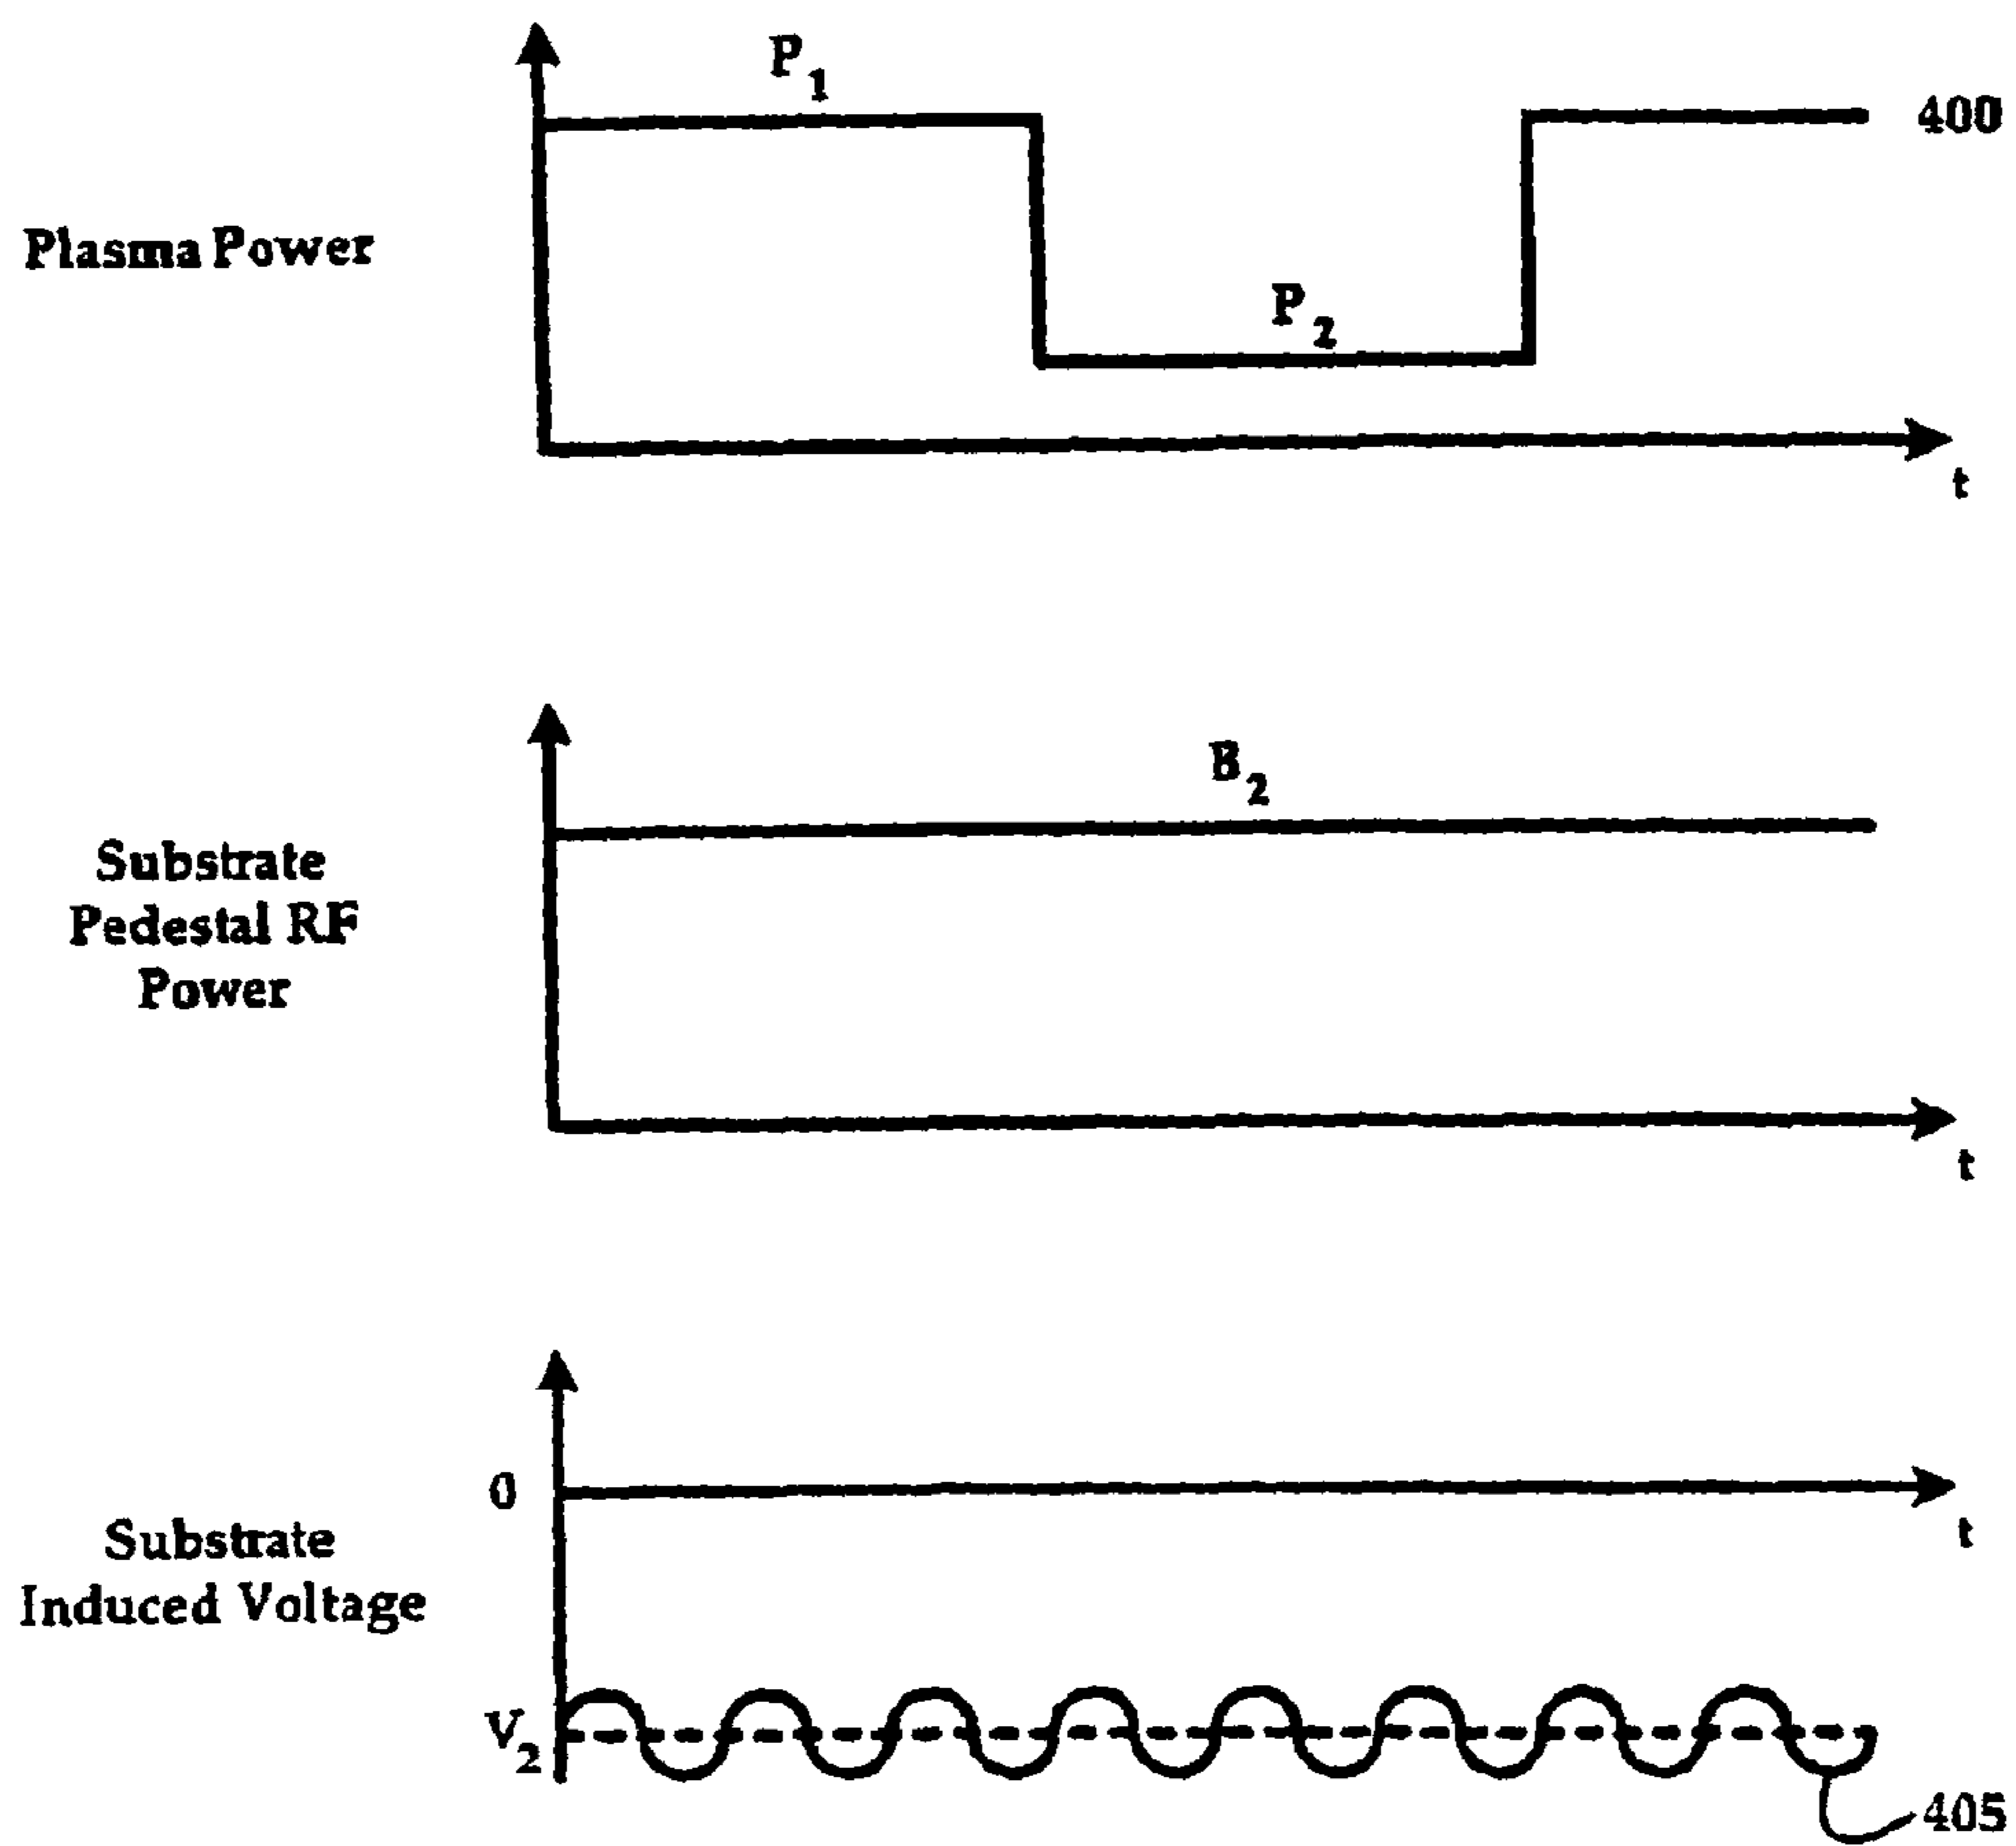 P1
400
Plasma Power
P2
t
B2
Substrate
Pedestal RF
Power
t
0
t
Substrate
Induced Voltage
V2
405